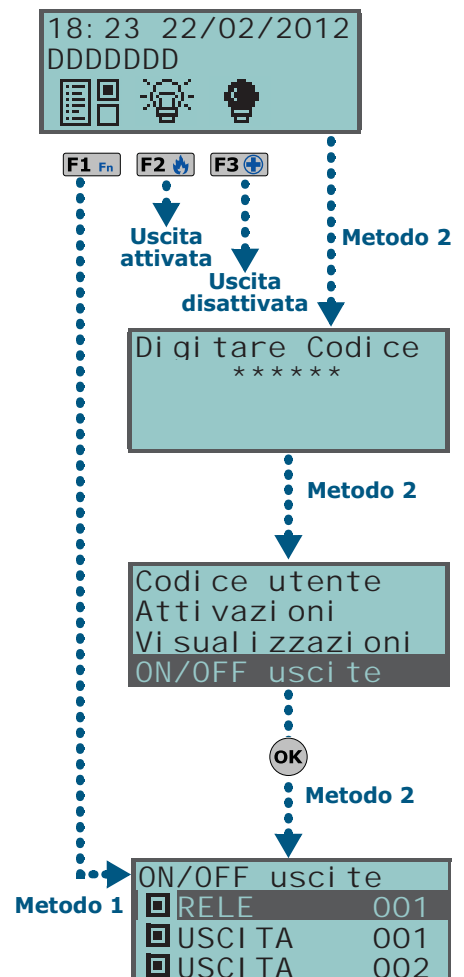 18:23 22/02/2012
DDDDDDD
F1 Fn F2 F3
Uscita
attivata
Metodo 2
Uscita
disattivata
Digitare Codice
******
Metodo 2
Codice utente
Attivazioni
Visualizzazioni
ON/OFF uscite
OK
Metodo 2
ON/OFF uscite
Metodo 1
RELE 001
USCITA 001
USCITA 002